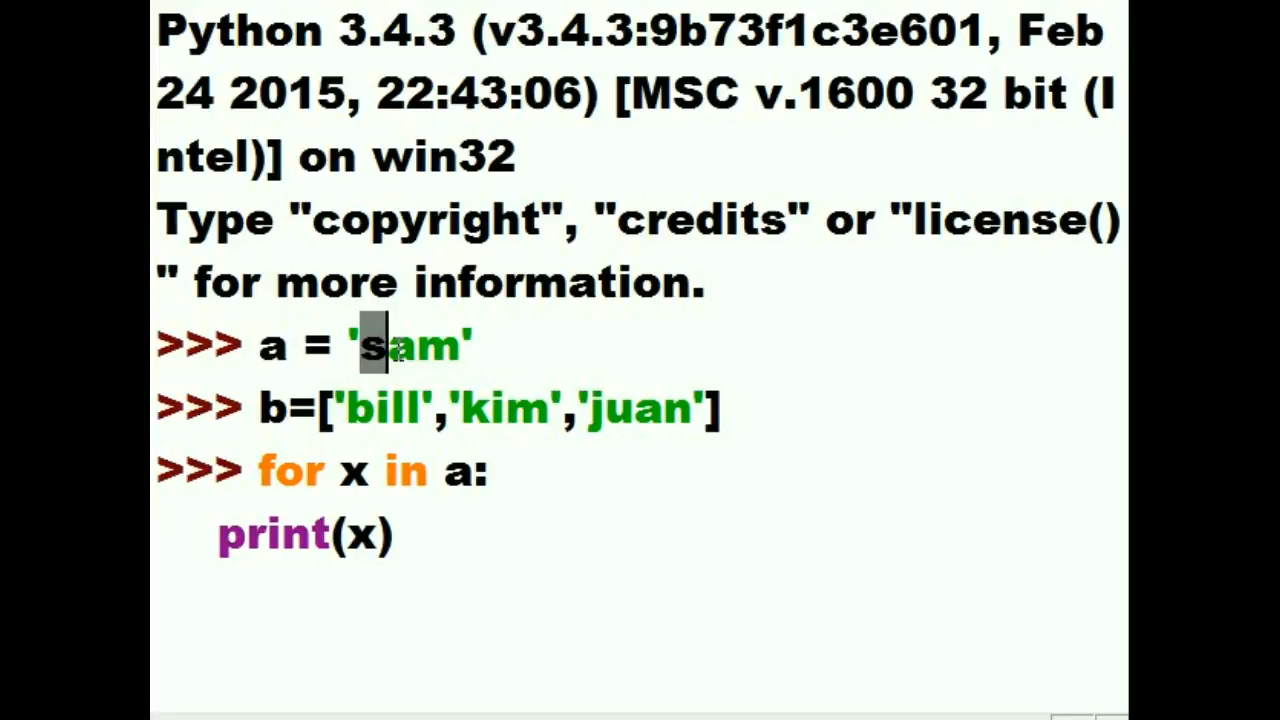 Python 3.4.3 (v3.4.3:9b73f1c3e601, Feb
24 2015, 22:43:06) [MSC v.1600 32 bit (I
ntel)] on win32
Type "copyright", "credits" or "license()
" for more information.
>>> a = 'sam'
>>> b=['bill','kim','juan']
>>> for x in a:
    print(x)